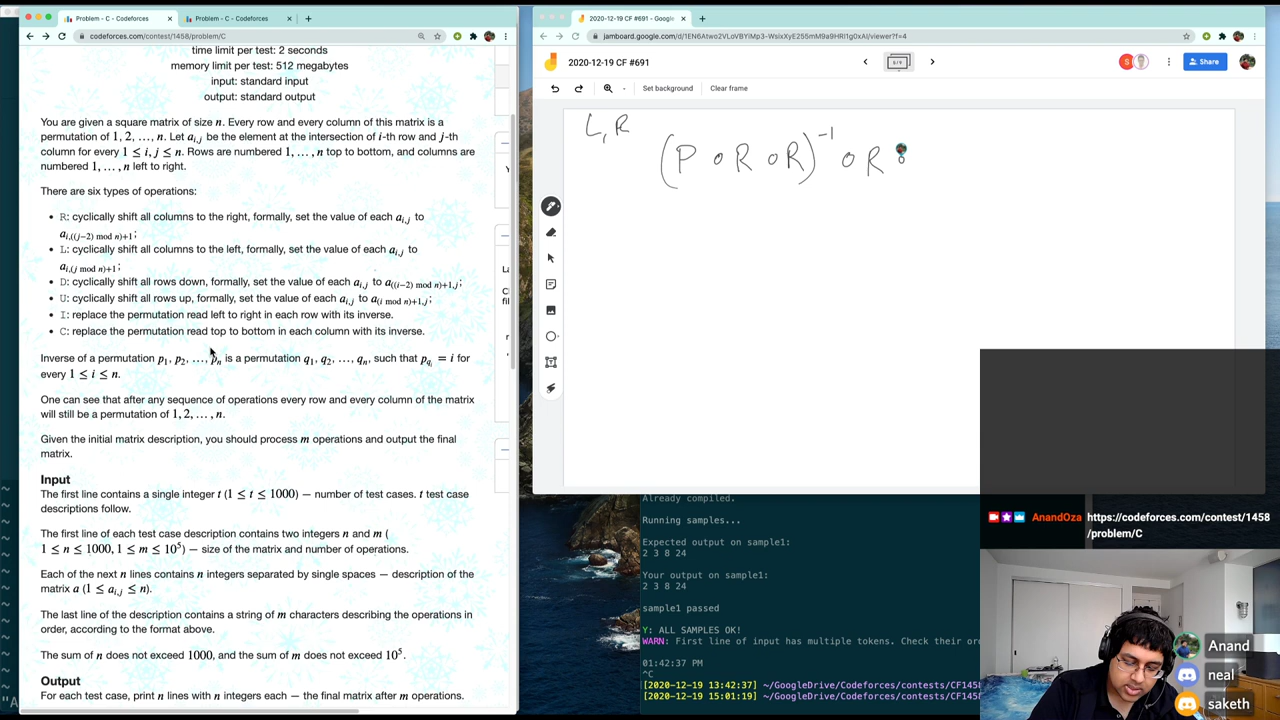 Problem - C - Codeforces
Problem - C - Codeforces
codeforces.com/contest/1458/problem/C
time limit per test: 2 seconds
memory limit per test: 512 megabytes
input: standard input
output: standard output
You are given a square matrix of size n. Every row and every column of this matrix is a
permutation of 1, 2, …, n. Let a_{i,j} be the element at the intersection of i-th row and j-th
column for every 1 ≤ i, j ≤ n. Rows are numbered 1, …, n top to bottom, and columns are
numbered 1, …, n left to right.
There are six types of operations:
R: cyclically shift all columns to the right, formally, set the value of each a_{i,j} to
a_{i,((j−2) mod n)+1};
L: cyclically shift all columns to the left, formally, set the value of each a_{i,j} to
a_{i,(j mod n)+1};
D: cyclically shift all rows down, formally, set the value of each a_{i,j} to a_{((i−2) mod n)+1,j};
U: cyclically shift all rows up, formally, set the value of each a_{i,j} to a_{(i mod n)+1,j};
I: replace the permutation read left to right in each row with its inverse.
C: replace the permutation read top to bottom in each column with its inverse.
Inverse of a permutation p_1, p_2, …, p_n is a permutation q_1, q_2, …, q_n, such that p_{q_i} = i for
every 1 ≤ i ≤ n.
One can see that after any sequence of operations every row and every column of the matrix
will still be a permutation of 1, 2, …, n.
Given the initial matrix description, you should process m operations and output the final
matrix.
Input
The first line contains a single integer t (1 ≤ t ≤ 1000) — number of test cases. t test case
descriptions follow.
The first line of each test case description contains two integers n and m (
1 ≤ n ≤ 1000, 1 ≤ m ≤ 10^5) — size of the matrix and number of operations.
Each of the next n lines contains n integers separated by single spaces — description of the
matrix a (1 ≤ a_{i,j} ≤ n).
The last line of the description contains a string of m characters describing the operations in
order, according to the format above.
The sum of n does not exceed 1000, and the sum of m does not exceed 10^5.
Output
For each test case, print n lines with n integers each — the final matrix after m operations.
2020-12-19 CF #691 - Google
2020-12-19 CF #691
5/9
Share
Set background
Clear frame
L, R
(P ∘ R ∘ R)^{-1} ∘ R ∘
Already compiled.
Running samples...
Expected output on sample1:
2 3 8 24
Your output on sample1:
2 3 8 24
sample1 passed
Y: ALL SAMPLES OK!
WARN: First line of input has multiple tokens. Check their or
01:42:37 PM
^C
[2020-12-19 13:42:37] ~/GoogleDrive/Codeforces/contests/CF145
[2020-12-19 15:01:19] ~/GoogleDrive/Codeforces/contests/CF145
AnandOza https://codeforces.com/contest/1458
/problem/C
Anand
neal
saketh